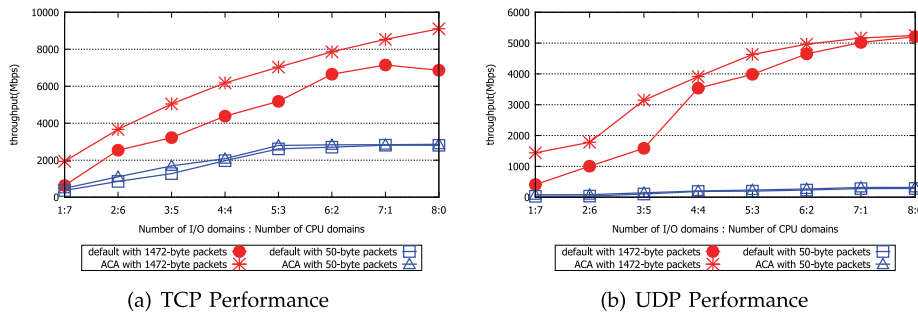 10000
8000
6000
4000
2000
0
throughput(Mbps)
1:7 2:6 3:5 4:4 5:3 6:2 7:1 8:0
Number of I/O domains : Number of CPU domains
default with 1472-byte packets default with 50-byte packets
ACA with 1472-byte packets ACA with 50-byte packets
(a) TCP Performance
6000
5000
4000
3000
2000
1000
0
throughput(Mbps)
1:7 2:6 3:5 4:4 5:3 6:2 7:1 8:0
Number of I/O domains : Number of CPU domains
default with 1472-byte packets default with 50-byte packets
ACA with 1472-byte packets ACA with 50-byte packets
(b) UDP Performance